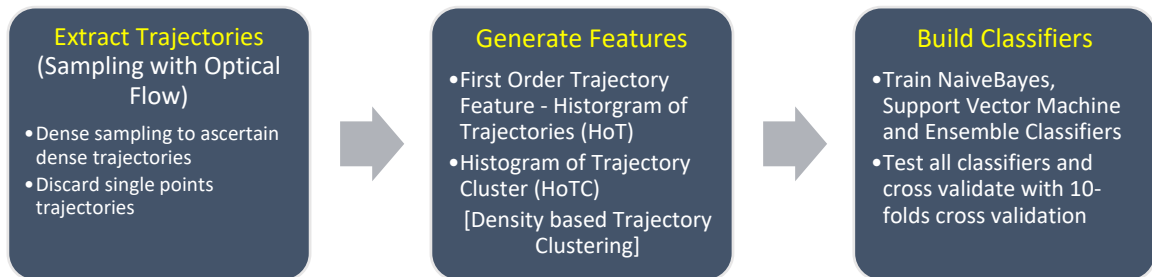 Extract Trajectories
(Sampling with Optical
Flow)
•Dense sampling to ascertain
dense trajectories
•Discard single points
trajectories
Generate Features
•First Order Trajectory
Feature - Historgram of
Trajectories (HoT)
•Histogram of Trajectory
Cluster (HoTC)
[Density based Trajectory
Clustering]
Build Classifiers
•Train NaiveBayes,
Support Vector Machine
and Ensemble Classifiers
•Test all classifiers and
cross validate with 10-
folds cross validation